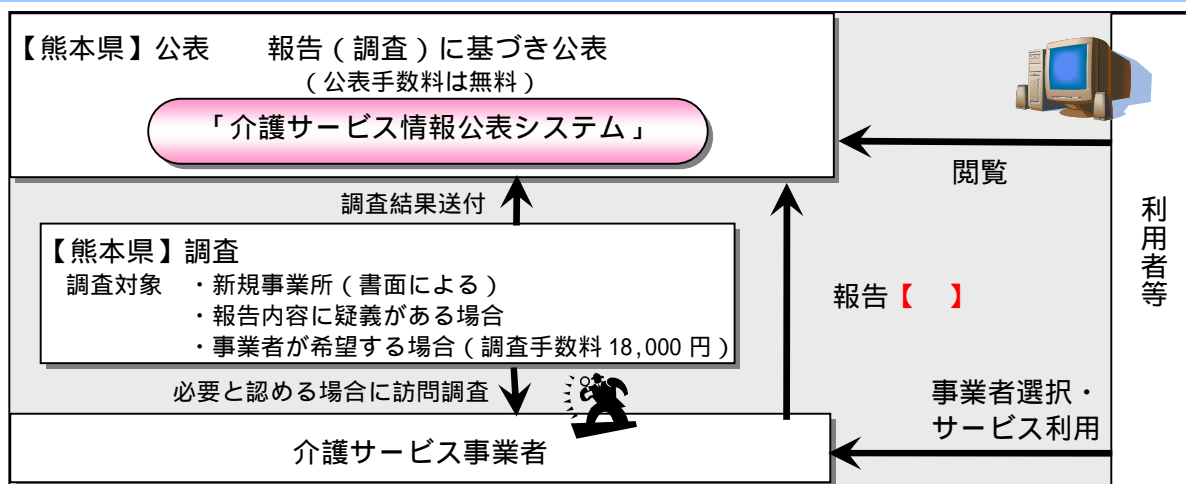 【熊本県】公表　　報告（調査）に基づき公表
（公表手数料は無料）
「介護サービス情報公表システム」
閲覧
利用者等
調査結果送付
【熊本県】調査
調査対象　・新規事業所（書面による）
・報告内容に疑義がある場合
・事業者が希望する場合（調査手数料 18,000 円）
報告【　】
必要と認める場合に訪問調査
事業者選択・
サービス利用
介護サービス事業者